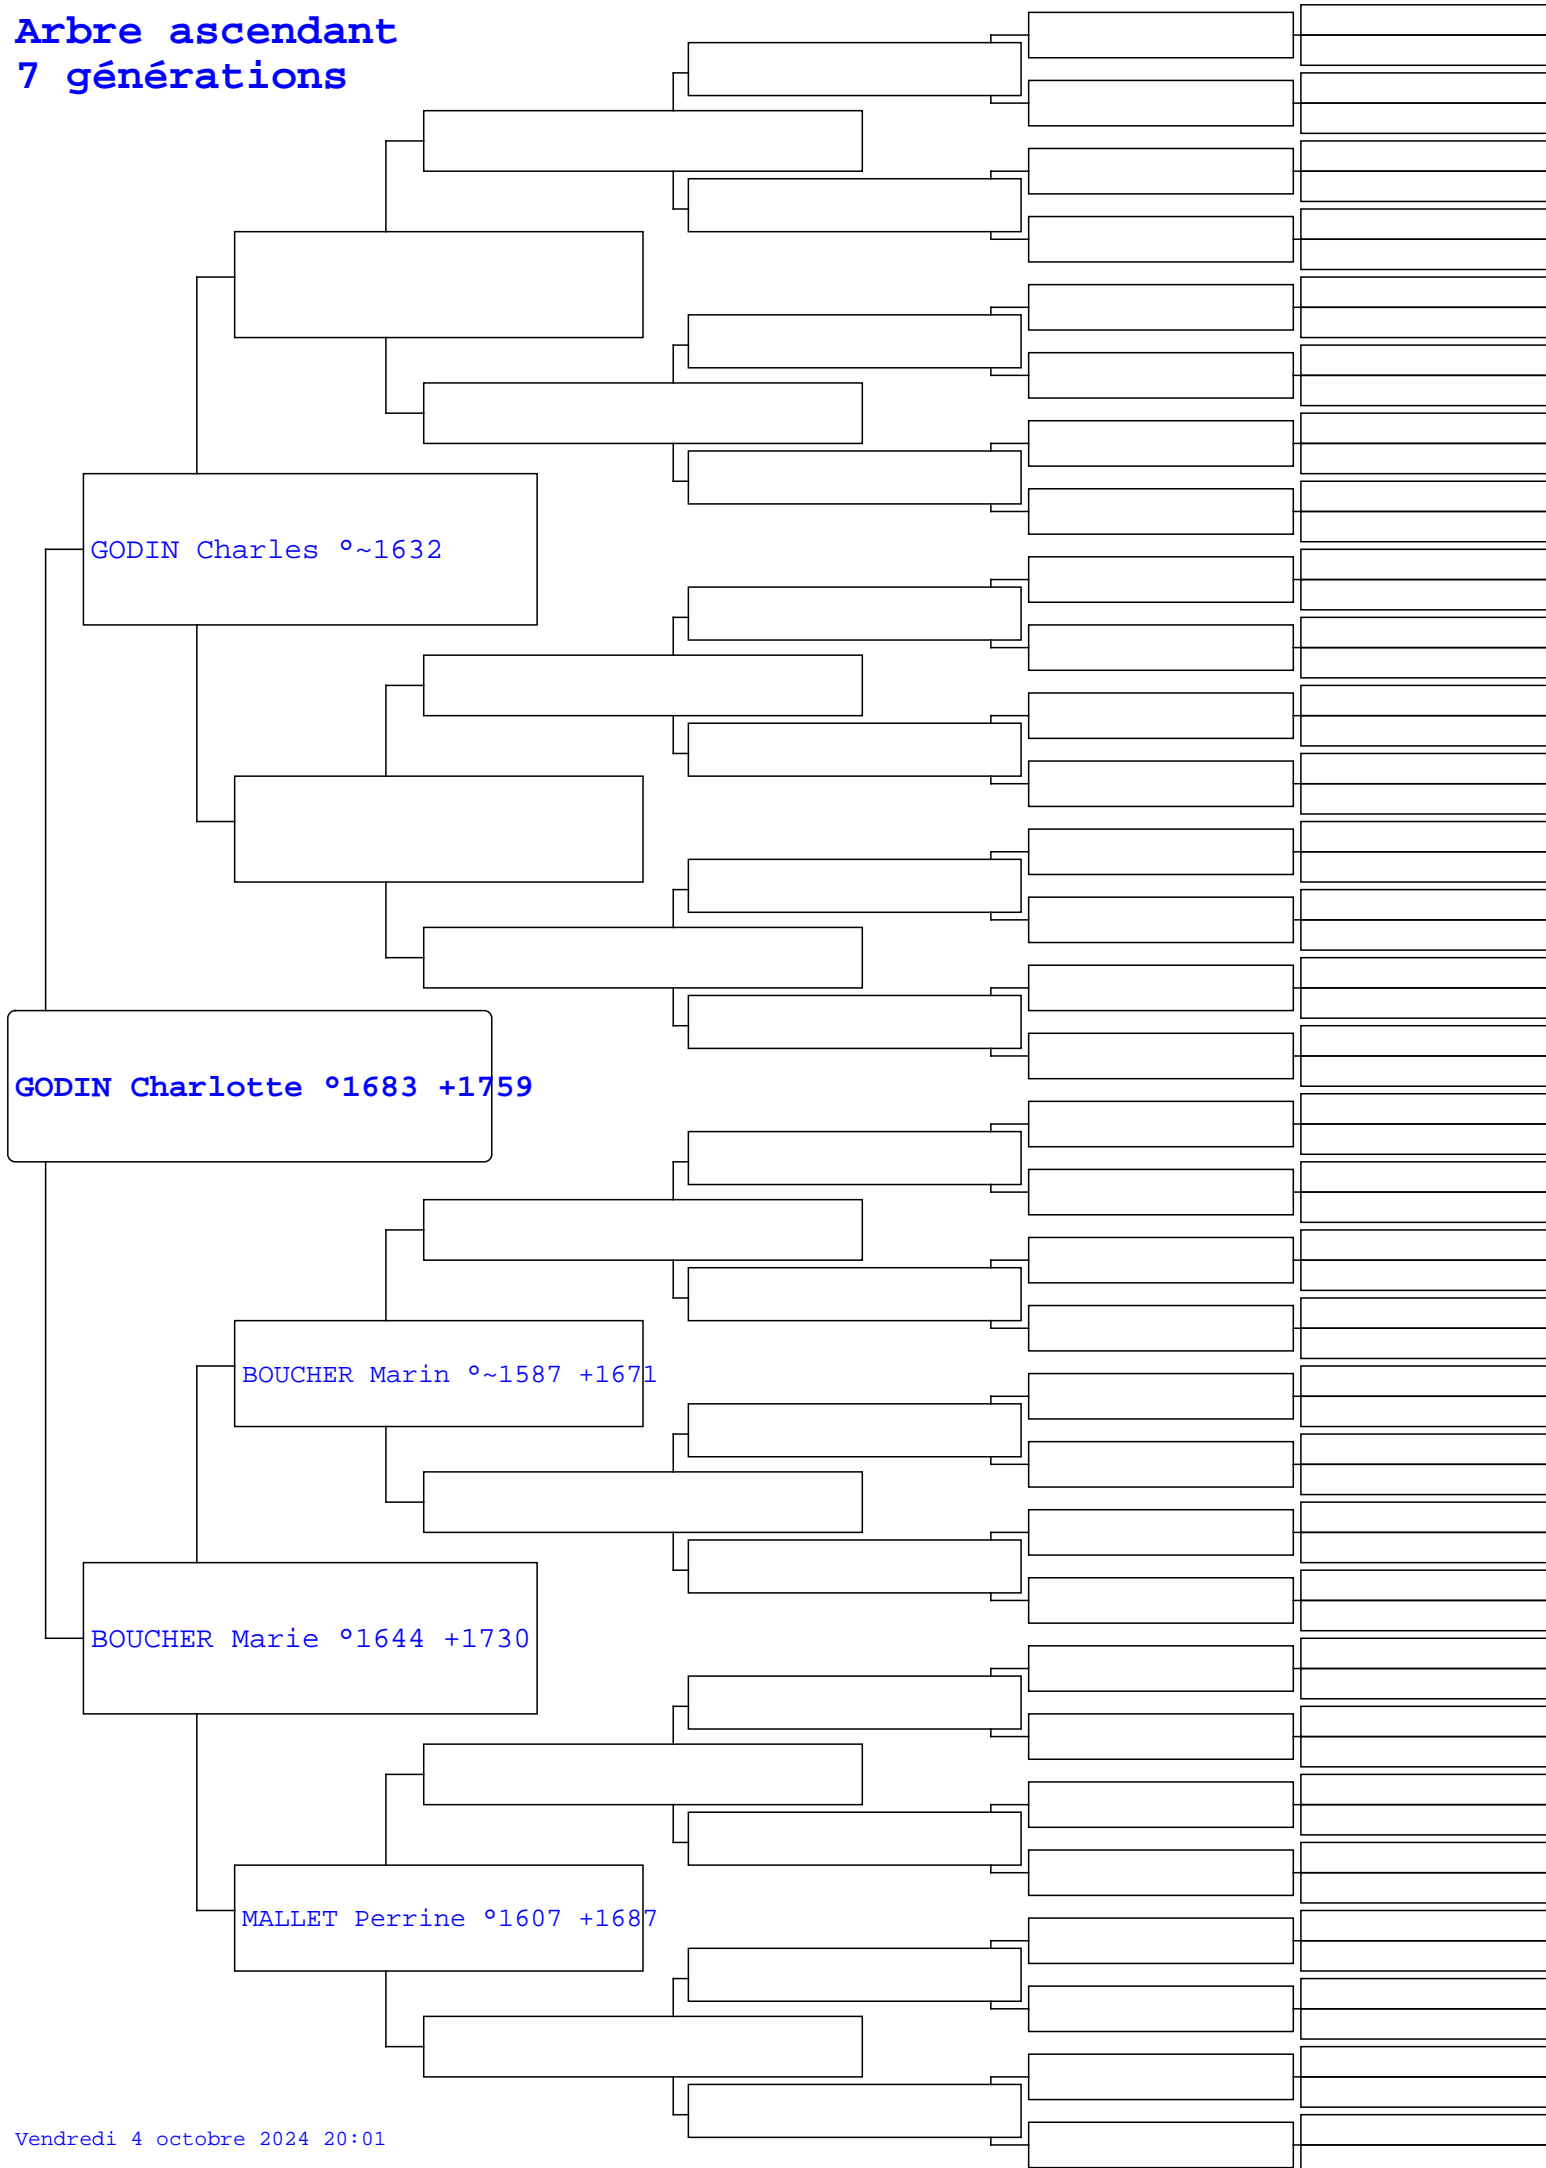 Arbre ascendant
7 générations
GODIN Charles °~1632
GODIN Charlotte °1683 +1759
BOUCHER Marin °~1587 +1671
BOUCHER Marie °1644 +1730
MALLET Perrine °1607 +1687
Vendredi 4 octobre 2024 20:01